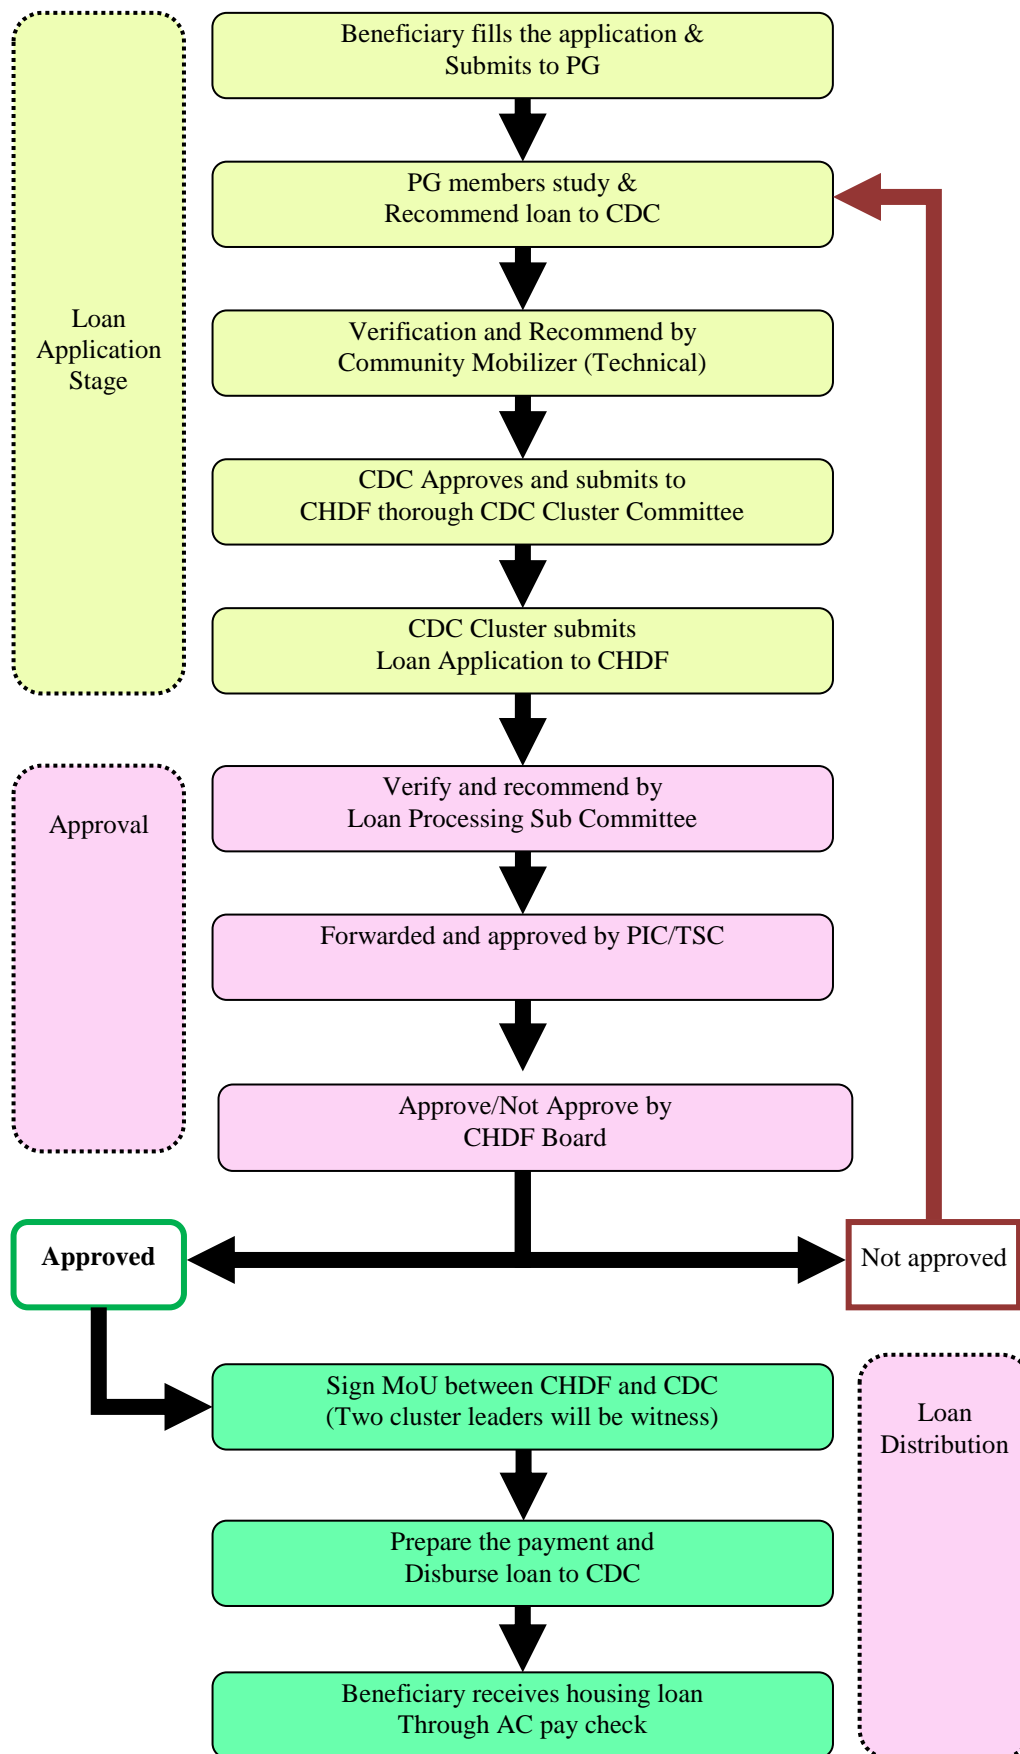 Beneficiary fills the application &
Submits to PG
PG members study &
Recommend loan to CDC
Loan
Application
Stage
Verification and Recommend by
Community Mobilizer (Technical)
CDC Approves and submits to
CHDF thorough CDC Cluster Committee
CDC Cluster submits
Loan Application to CHDF
Approval
Verify and recommend by
Loan Processing Sub Committee
Forwarded and approved by PIC/TSC
Approve/Not Approve by
CHDF Board
Approved
Not approved
Sign MoU between CHDF and CDC
(Two cluster leaders will be witness)
Loan
Distribution
Prepare the payment and
Disburse loan to CDC
Beneficiary receives housing loan
Through AC pay check